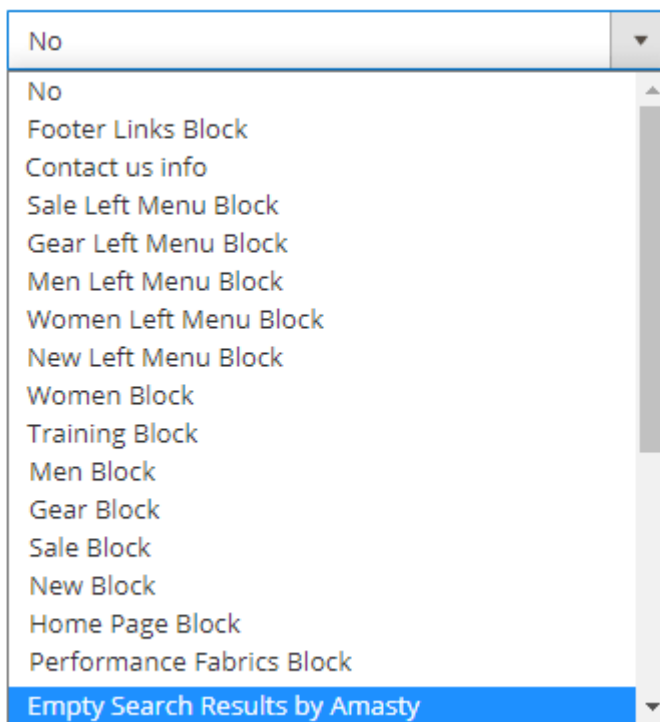 No
No
Footer Links Block
Contact us info
Sale Left Menu Block
Gear Left Menu Block
Men Left Menu Block
Women Left Menu Block
New Left Menu Block
Women Block
Training Block
Men Block
Gear Block
Sale Block
New Block
Home Page Block
Performance Fabrics Block
Empty Search Results by Amasty